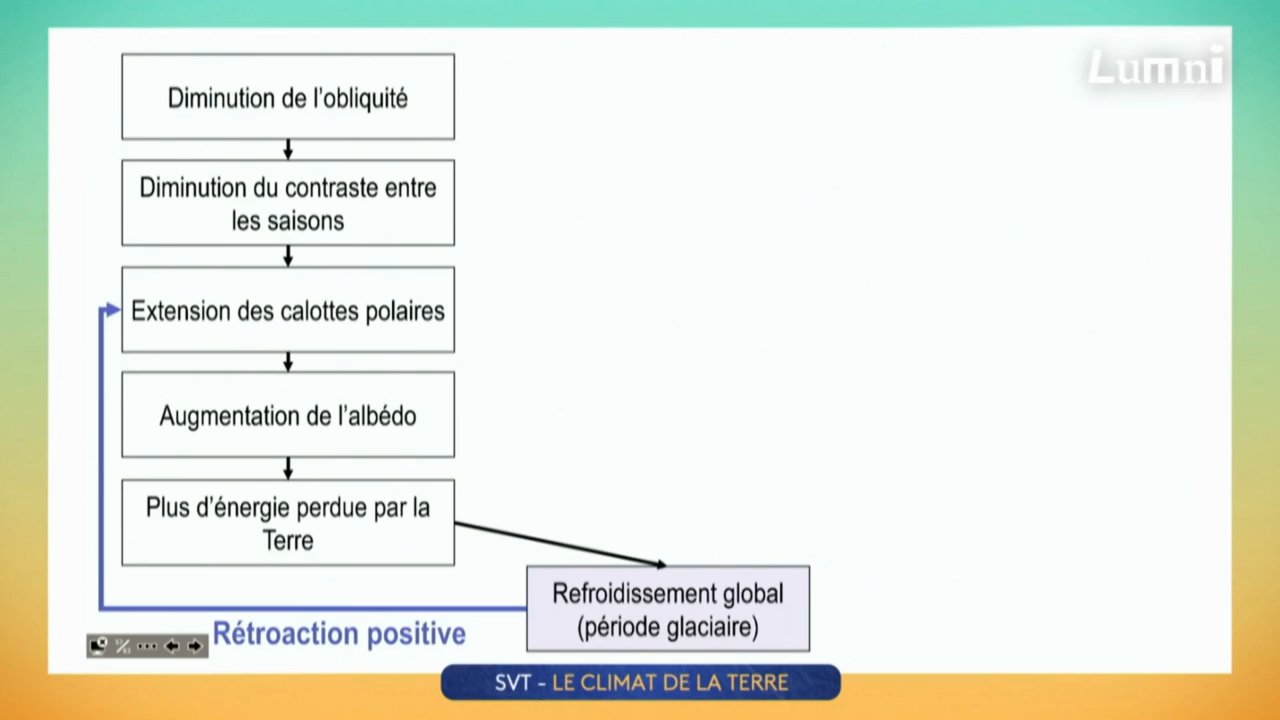 Lumni
Diminution de l'obliquité
Diminution du contraste entre
les saisons
Extension des calottes polaires
Augmentation de l'albédo
Plus d'énergie perdue par la
Terre
Refroidissement global
(période glaciaire)
Rétroaction positive
SVT - LE CLIMAT DE LA TERRE